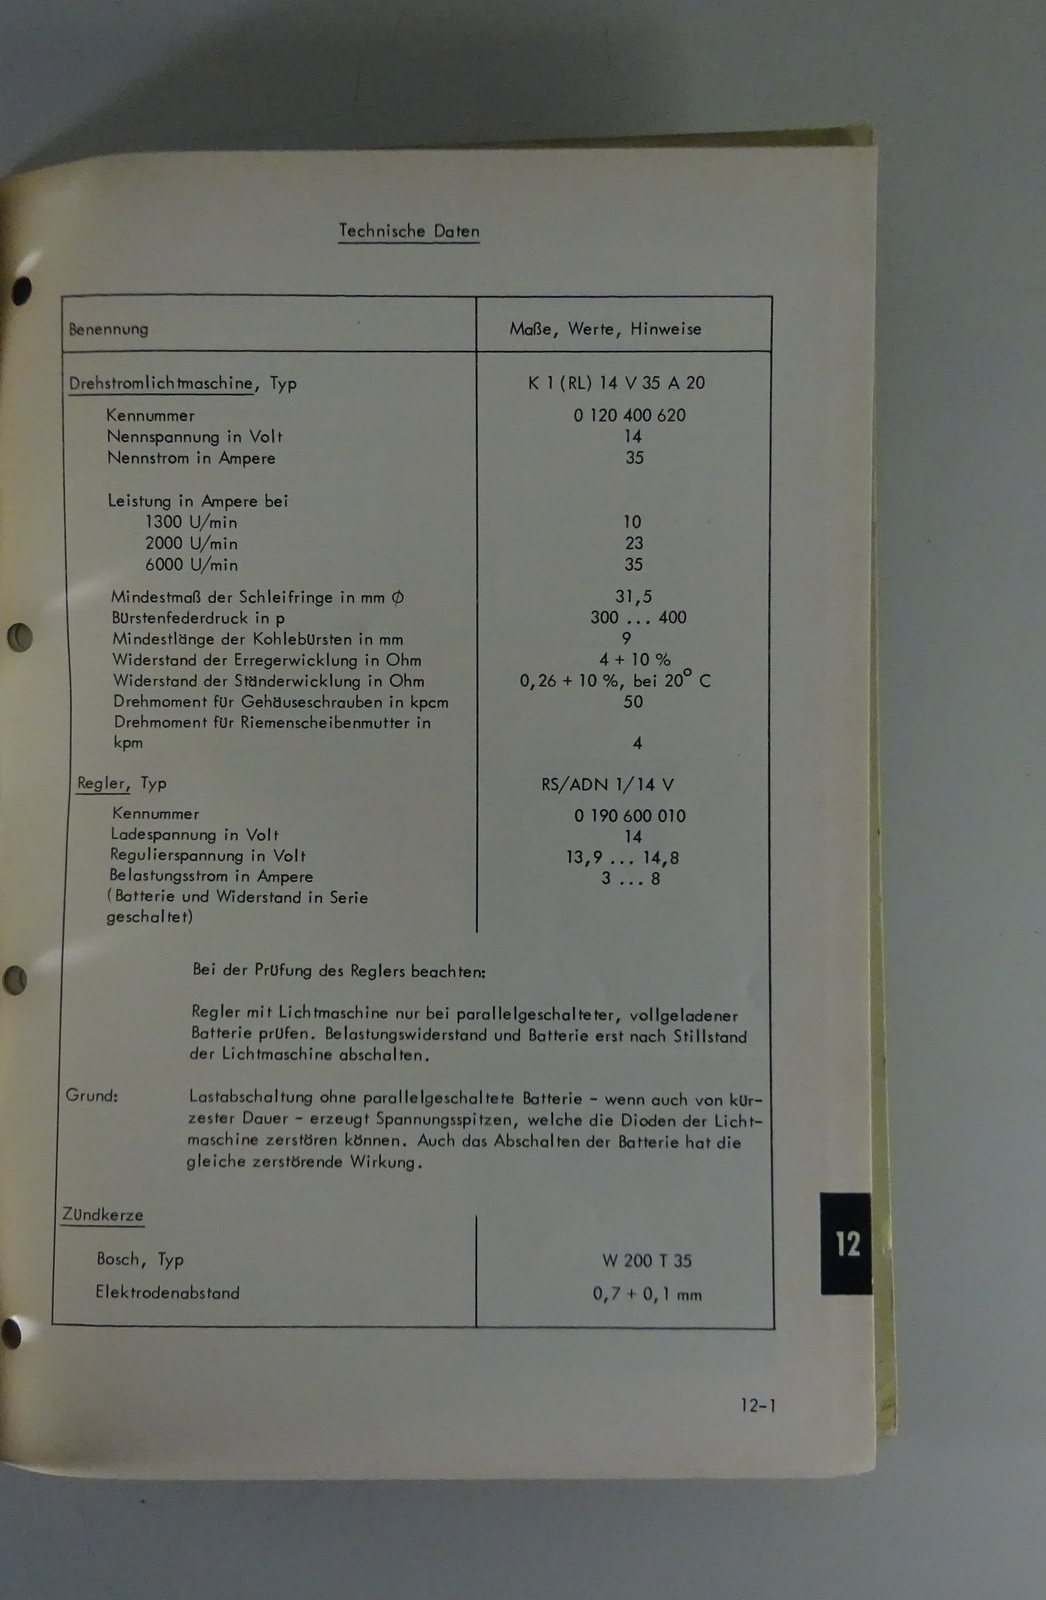 Technische Daten
Benennung Maße, Werte, Hinweise
Drehstromlichtmaschine, Typ K 1 (RL) 14 V 35 A 20
Kennummer 0 120 400 620
Nennspannung in Volt 14
Nennstrom in Ampere 35
Leistung in Ampere bei
1300 U/min 10
2000 U/min 23
6000 U/min 35
Mindestmaß der Schleifringe in mm Ø 31,5
Bürstenfederdruck in p 300 ... 400
Mindestlänge der Kohlebürsten in mm 9
Widerstand der Erregerwicklung in Ohm 4 + 10 %
Widerstand der Ständerwicklung in Ohm 0,26 + 10 %, bei 20° C
Drehmoment für Gehäuseschrauben in kpcm 50
Drehmoment für Riemenscheibenmutter in
kpm 4
Regler, Typ RS/ADN 1/14 V
Kennummer 0 190 600 010
Ladespannung in Volt 14
Regulierspannung in Volt 13,9 ... 14,8
Belastungsstrom in Ampere 3 ... 8
(Batterie und Widerstand in Serie
geschaltet)
Bei der Prüfung des Reglers beachten:
Regler mit Lichtmaschine nur bei parallelgeschalteter, vollgeladener
Batterie prüfen. Belastungswiderstand und Batterie erst nach Stillstand
der Lichtmaschine abschalten.
Grund: Lastabschaltung ohne parallelgeschaltete Batterie - wenn auch von kür-
zester Dauer - erzeugt Spannungsspitzen, welche die Dioden der Licht-
maschine zerstören können. Auch das Abschalten der Batterie hat die
gleiche zerstörende Wirkung.
Zündkerze
Bosch, Typ W 200 T 35
Elektrodenabstand 0,7 + 0,1 mm
12
12-1